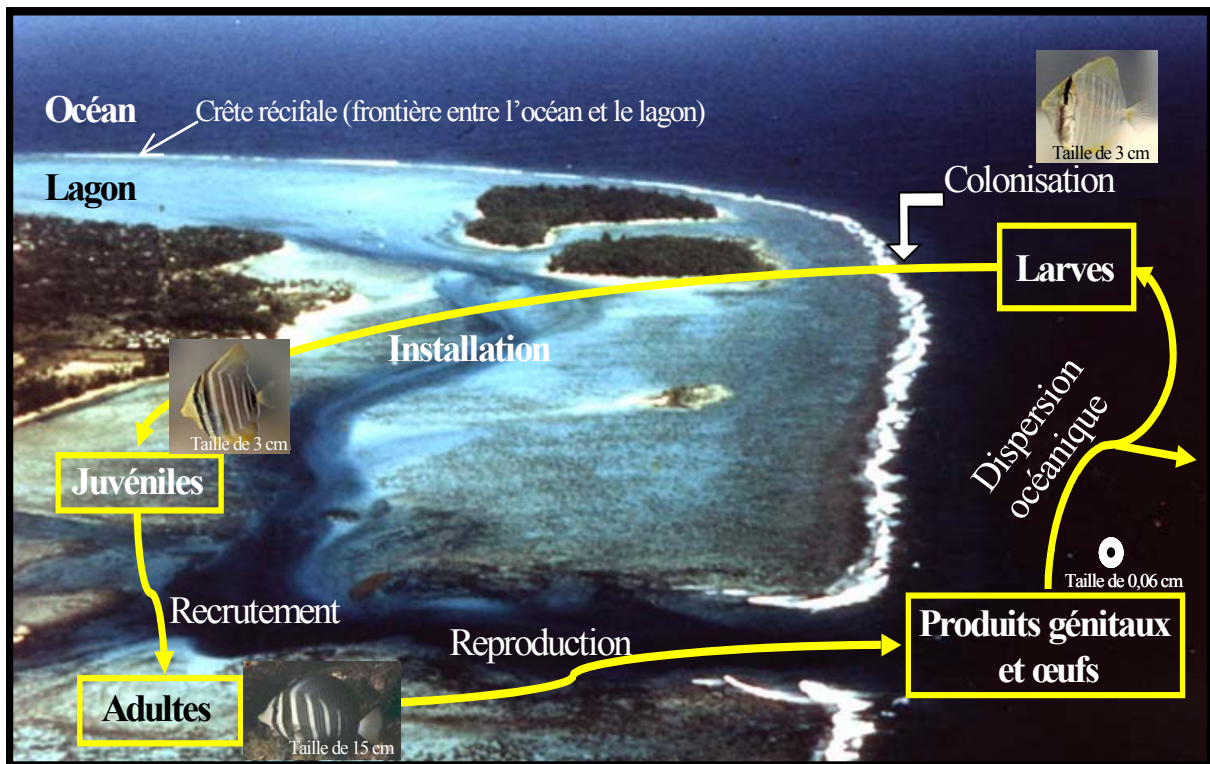 Océan
Crête récifale (frontière entre l'océan et le lagon)
Lagon
Taille de 3 cm
Colonisation
Larves
Installation
Taille de 3 cm
Juvéniles
Dispersion
océanique
Taille de 0,06 cm
Recrutement
Reproduction
Produits génitaux
et œufs
Adultes
Taille de 15 cm